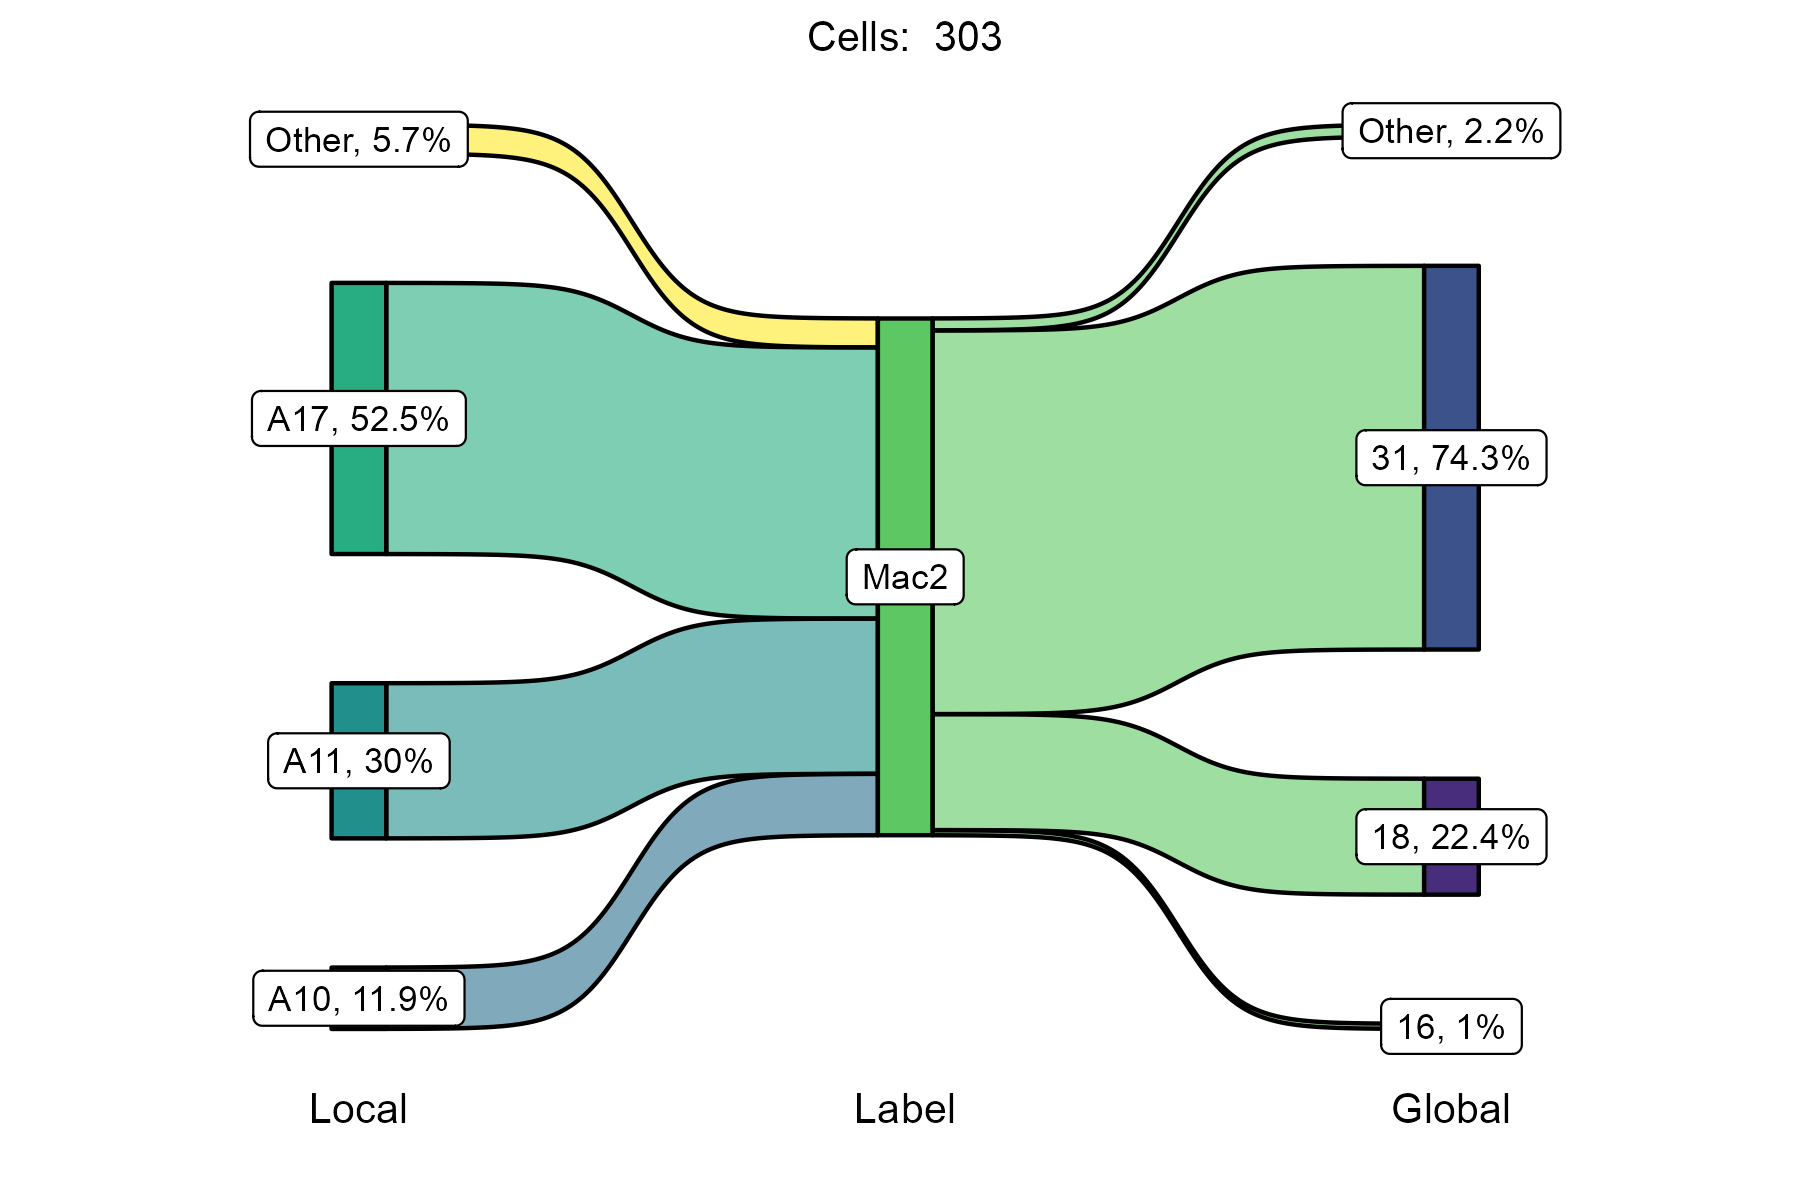 Cells:  303
Other, 5.7%
Other, 2.2%
A17, 52.5%
31, 74.3%
Mac2
A11, 30%
18, 22.4%
A10, 11.9%
16, 1%
Local
Label
Global